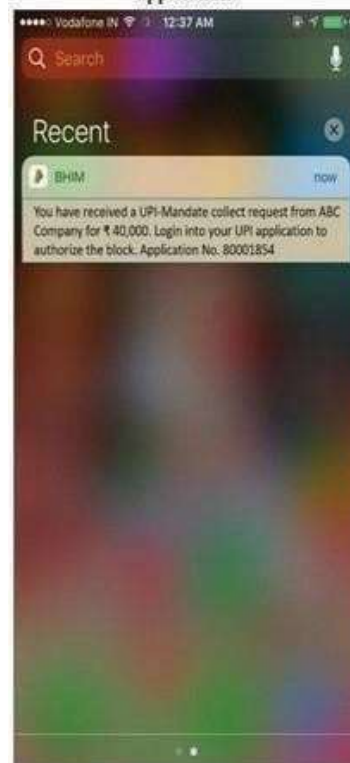 Vodafone IN 12:37 AM
Search
Recent
BHIM now
You have received a UPI-Mandate collect request from ABC
Company for ₹ 40,000. Login into your UPI application to
authorize the block. Application No. 80001854